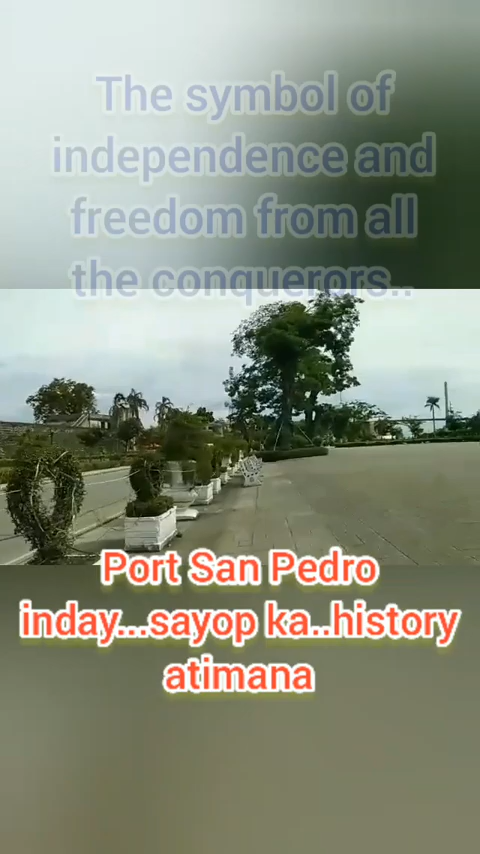 The symbol of
independence and
freedom from all
the conquerors..
Port San Pedro
inday...sayop ka..history
atimana